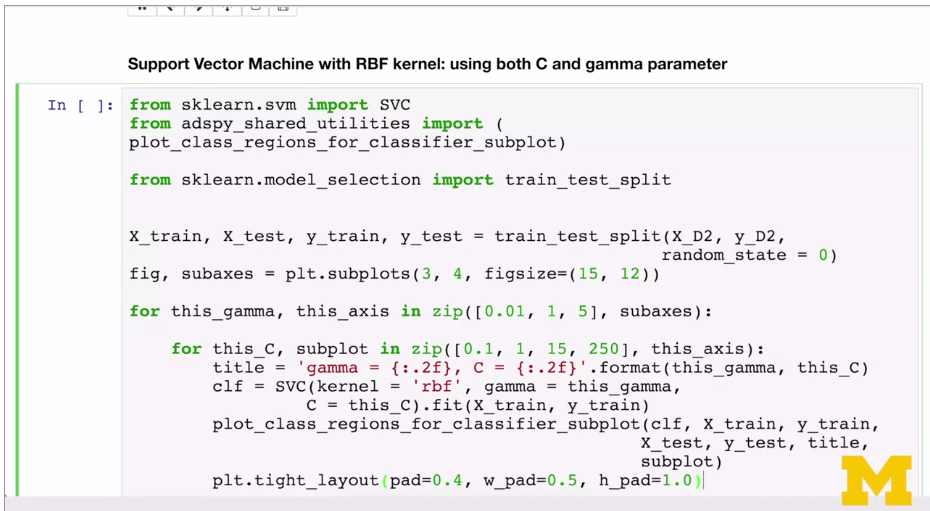 Support Vector Machine with RBF kernel: using both C and gamma parameter
In [ ]: from sklearn.svm import SVC
from adspy_shared_utilities import (
plot_class_regions_for_classifier_subplot)
from sklearn.model_selection import train_test_split
X_train, X_test, y_train, y_test = train_test_split(X_D2, y_D2,
random_state = 0)
fig, subaxes = plt.subplots(3, 4, figsize=(15, 12))
for this_gamma, this_axis in zip([0.01, 1, 5], subaxes):
for this_C, subplot in zip([0.1, 1, 15, 250], this_axis):
title = 'gamma = {:.2f}, C = {:.2f}'.format(this_gamma, this_C)
clf = SVC(kernel = 'rbf', gamma = this_gamma,
C = this_C).fit(X_train, y_train)
plot_class_regions_for_classifier_subplot(clf, X_train, y_train,
X_test, y_test, title,
subplot)
plt.tight_layout(pad=0.4, w_pad=0.5, h_pad=1.0)
M